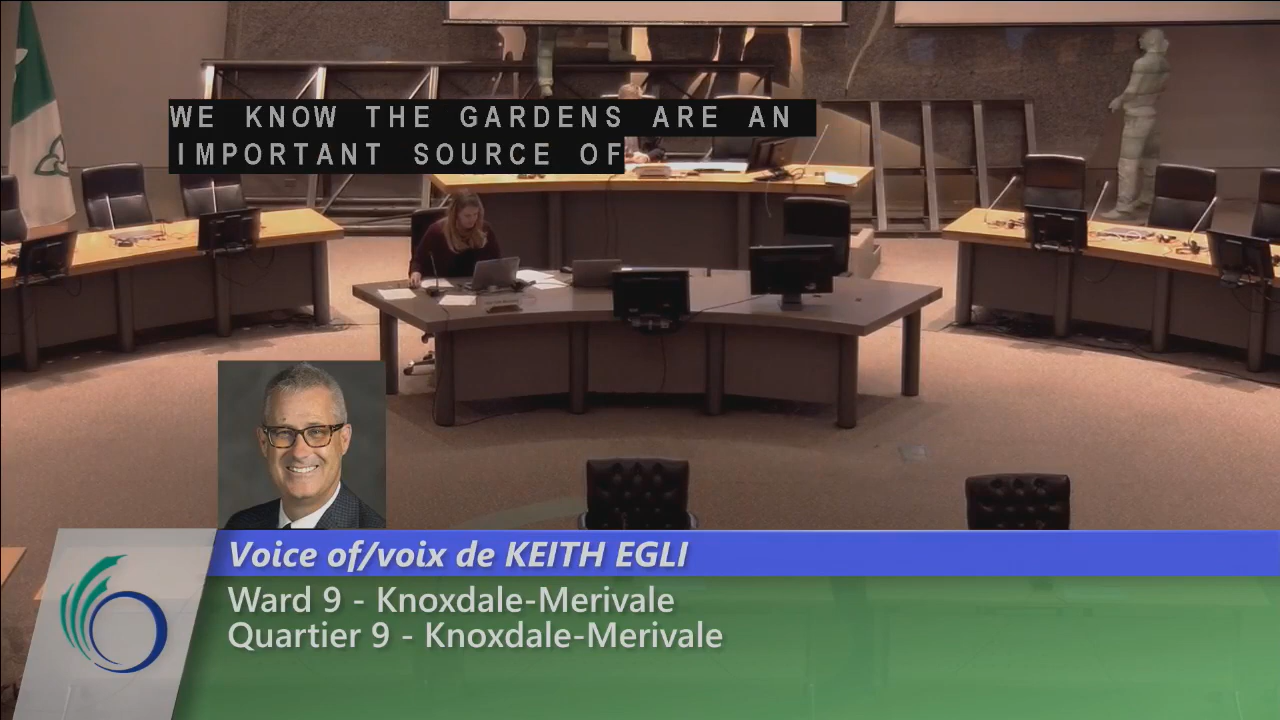 WE KNOW THE GARDENS ARE AN
IMPORTANT SOURCE OF
Voice of/voix de KEITH EGLI
Ward 9 - Knoxdale-Merivale
Quartier 9 - Knoxdale-Merivale